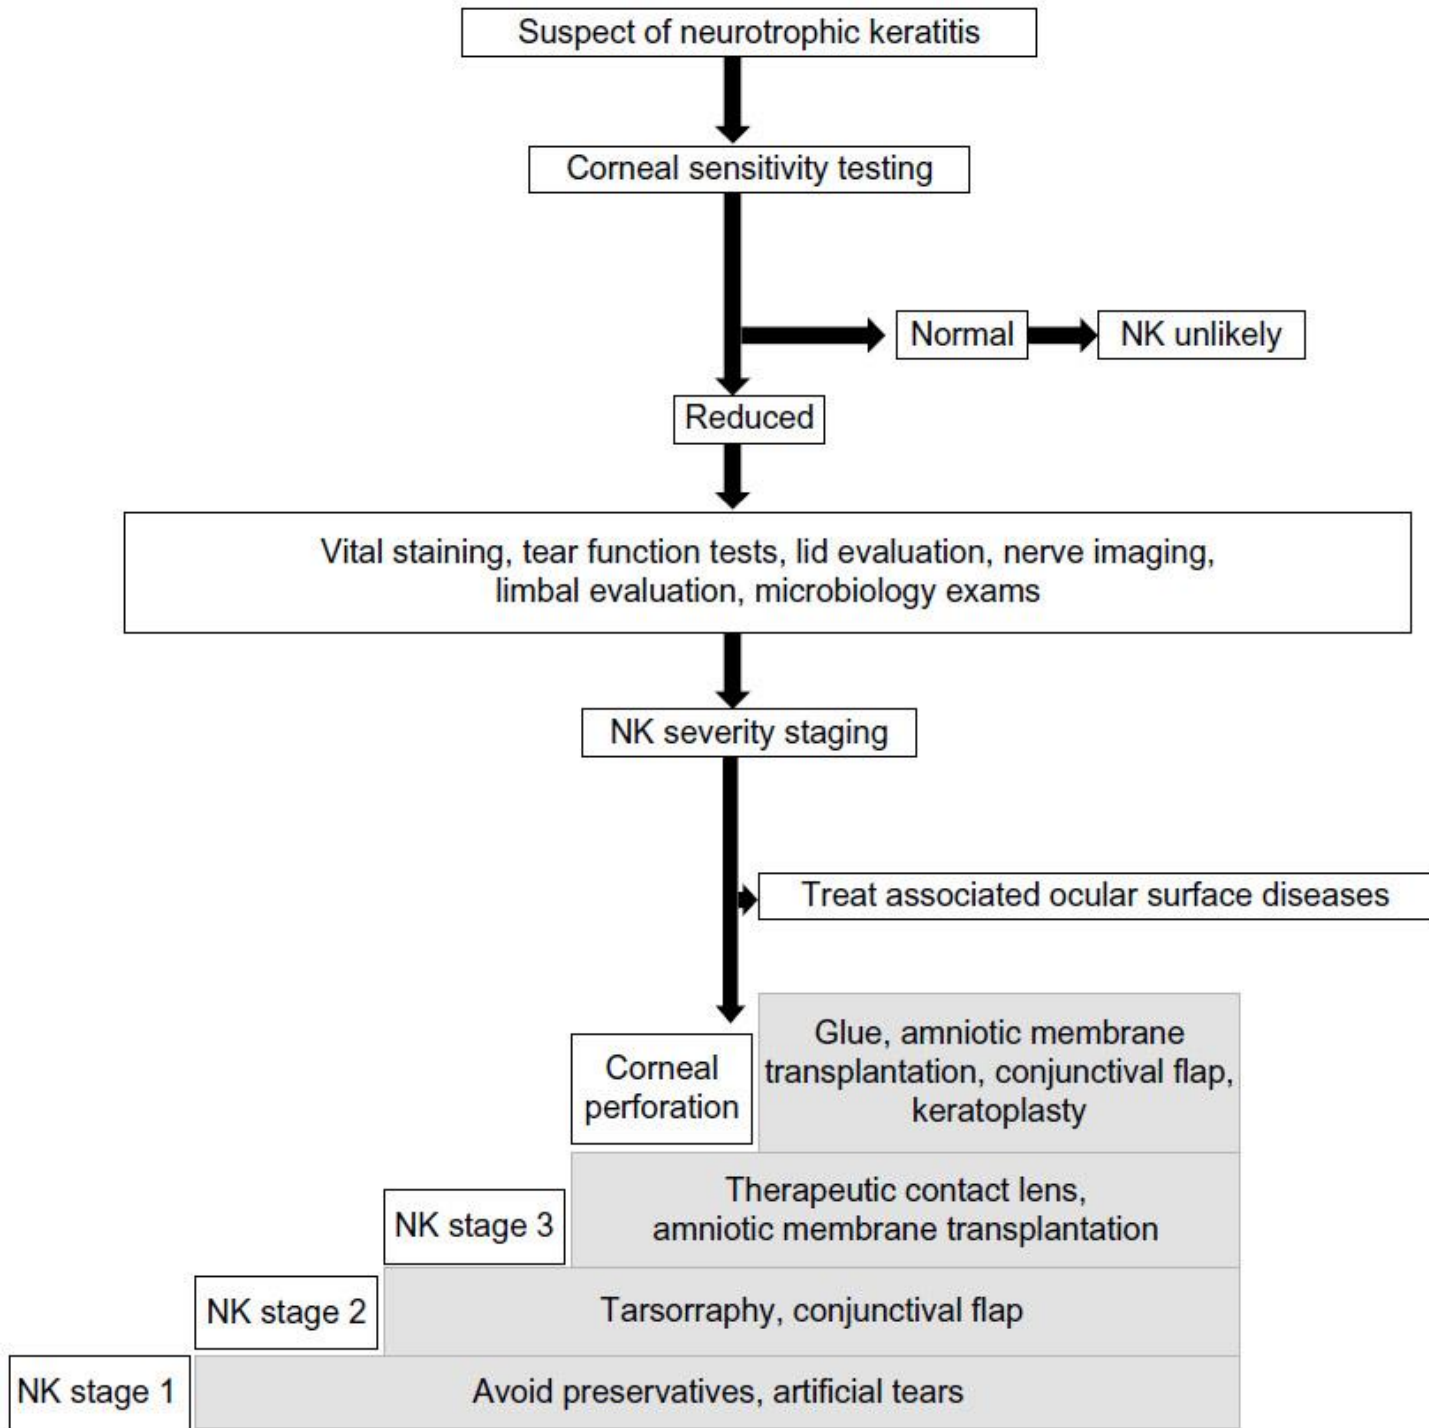 Suspect of neurotrophic keratitis
Corneal sensitivity testing
Normal
NK unlikely
Reduced
Vital staining, tear function tests, lid evaluation, nerve imaging,
limbal evaluation, microbiology exams
NK severity staging
Treat associated ocular surface diseases
Corneal
perforation
Glue, amniotic membrane
transplantation, conjunctival flap,
keratoplasty
NK stage 3
Therapeutic contact lens,
amniotic membrane transplantation
NK stage 2
Tarsorraphy, conjunctival flap
NK stage 1
Avoid preservatives, artificial tears